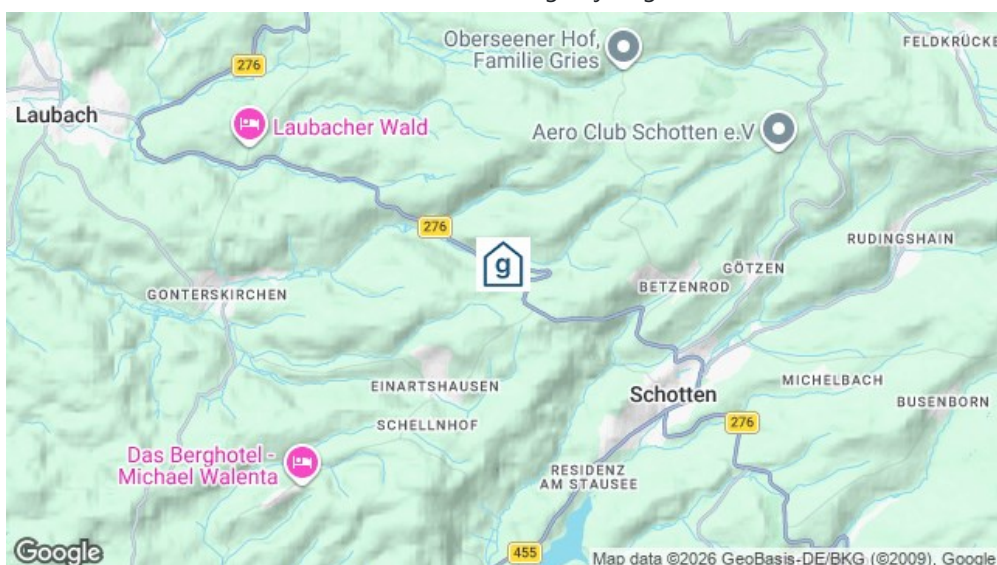 Oberseener Hof,
Familie Gries
FELDKRÜCKE
276
Laubach
Laubacher Wald
Aero Club Schotten e.V
276
RUDINGSHAIN
g
GÖTZEN
BETZENROD
GONTERSKIRCHEN
EINARTSHAUSEN
MICHELBACH
Schotten
BUSENBORN
SCHELLNHOF
276
Das Berghotel -
Michael Walenta
RESIDENZ
AM STAUSEE
455
Google
Map data ©2026 GeoBasis-DE/BKG (©2009), Google